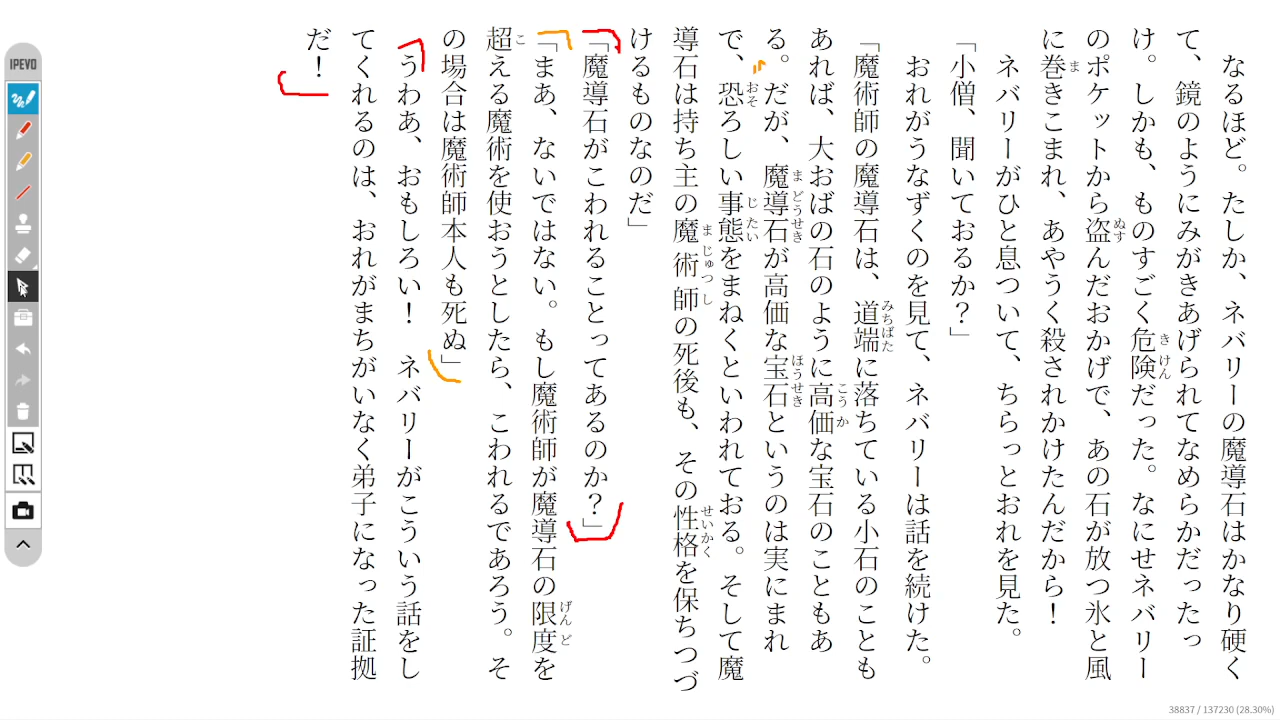 なるほど。たしか、ネバリーの魔導石はかなり硬く
て、鏡のようにみがきあげられてなめらかだったっ
け。しかも、ものすごく危険だった。なにせネバリー
のポケットから盗んだおかげで、あの石が放つ氷と風
に巻きこまれ、あやうく殺されかけたんだから！
ネバリーがひと息ついて、ちらっとおれを見た。
「小僧、聞いておるか？」
おれがうなずくのを見て、ネバリーは話を続けた。
「魔術師の魔導石は、道端に落ちている小石のことも
あれば、大おばの石のように高価な宝石のこともあ
る。だが、魔導石が高価な宝石というのは実にまれ
で、恐ろしい事態をまねくといわれておる。そして魔
導石は持ち主の魔術師の死後も、その性格を保ちつづ
けるものなのだ」
「魔導石がこわれることってあるのか？」
「まあ、ないではない。もし魔術師が魔導石の限度を
超える魔術を使おうとしたら、こわれるであろう。そ
の場合は魔術師本人も死ぬ」
うわあ、おもしろい！　ネバリーがこういう話をし
てくれるのは、おれがまちがいなく弟子になった証拠
だ！
IPEVO
38837 / 137230 (28.30%)